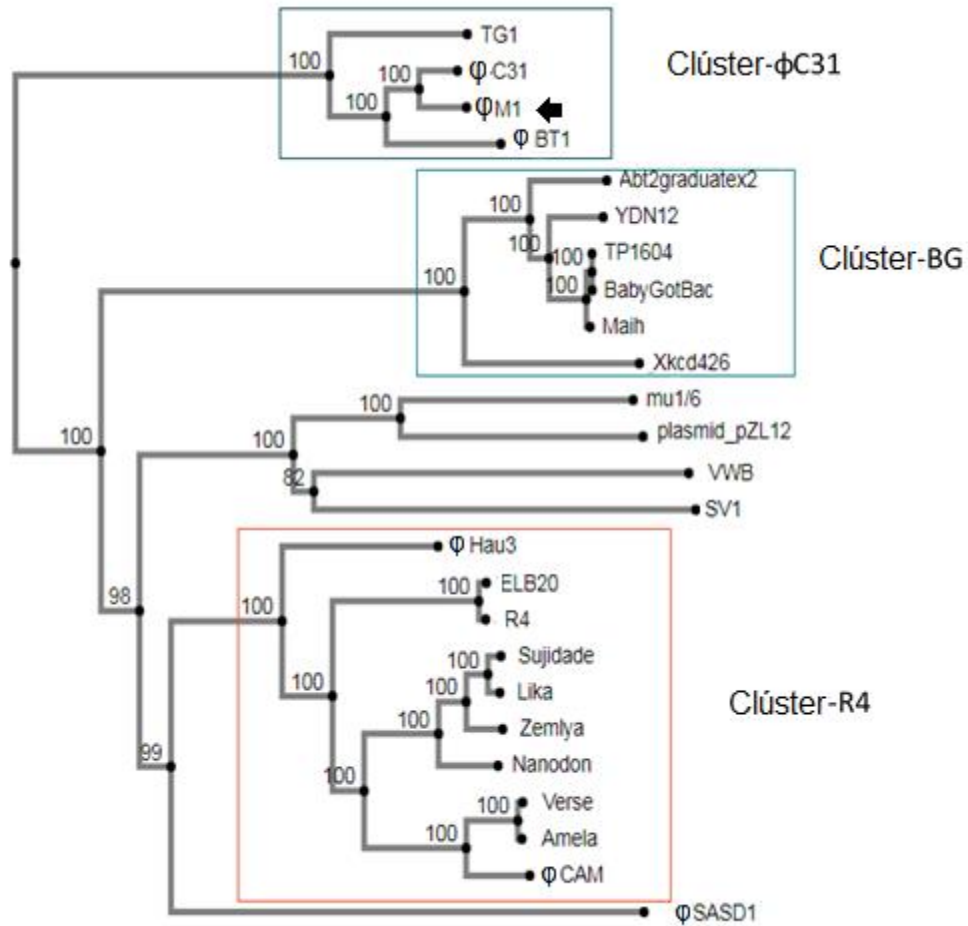 100
TG1
100
φC31
100
φM1
φBT1
Clúster-ϕC31
100
Abt2graduatex2
100
YDN12
100
TP1604
100
BabyGotBac
Maih
100
Xkcd426
Clúster-BG
100
100
mu1/6
plasmid_pZL12
100
82
VWB
SV1
98
100
φHau3
100
ELB20
R4
100
100
Sujidade
Lika
100
Zemlya
100
Nanodon
100
Verse
Amela
100
φCAM
Clúster-R4
99
φSASD1